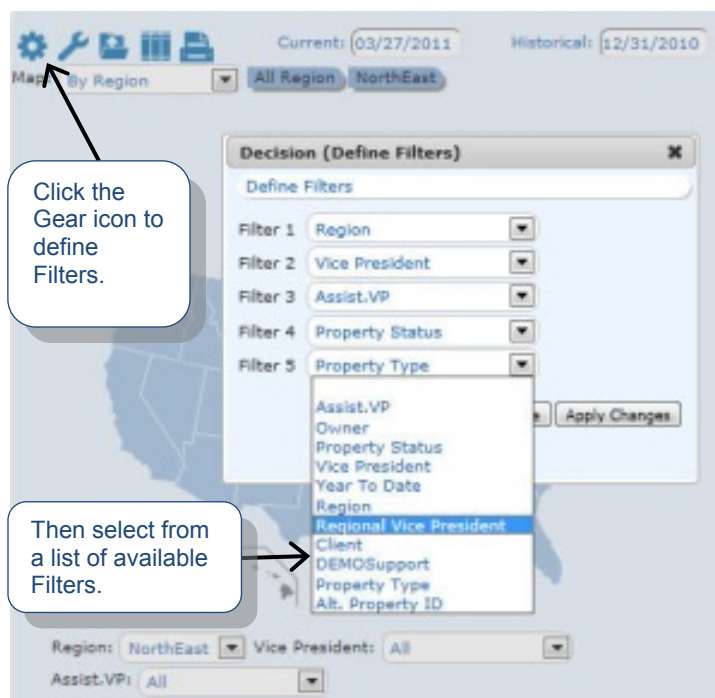 Current: 03/27/2011 Historical: 12/31/2010
Map: By Region All Region NorthEast
Decision (Define Filters)
Define Filters
Click the
Gear icon to
define
Filters.
Filter 1 Region
Filter 2 Vice President
Filter 3 Assist.VP
Filter 4 Property Status
Filter 5 Property Type
Apply Changes
Assist.VP
Owner
Property Status
Vice President
Year To Date
Region
Regional Vice President
Client
DEMOSupport
Property Type
Alt. Property ID
Then select from
a list of available
Filters.
Region: NorthEast Vice President: All
Assist.VP: All